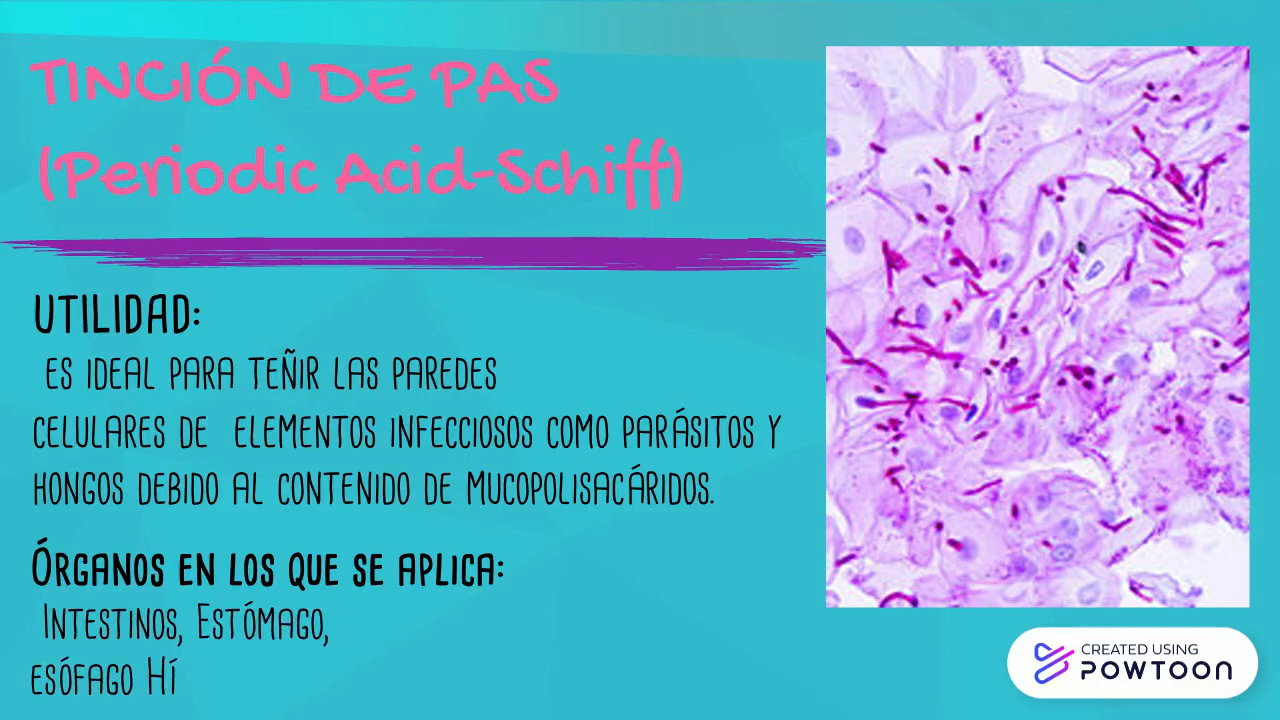 TINCIÓN DE PAS
(Periodic Acid-Schiff)
UTILIDAD:
ES IDEAL PARA TEÑIR LAS PAREDES
CELULARES DE ELEMENTOS INFECCIOSOS COMO PARÁSITOS Y
HONGOS DEBIDO AL CONTENIDO DE MUCOPOLISACÁRIDOS.
ÓRGANOS EN LOS QUE SE APLICA:
INTESTINOS, ESTÓMAGO,
ESÓFAGO HÍ
CREATED USING
POWTOON